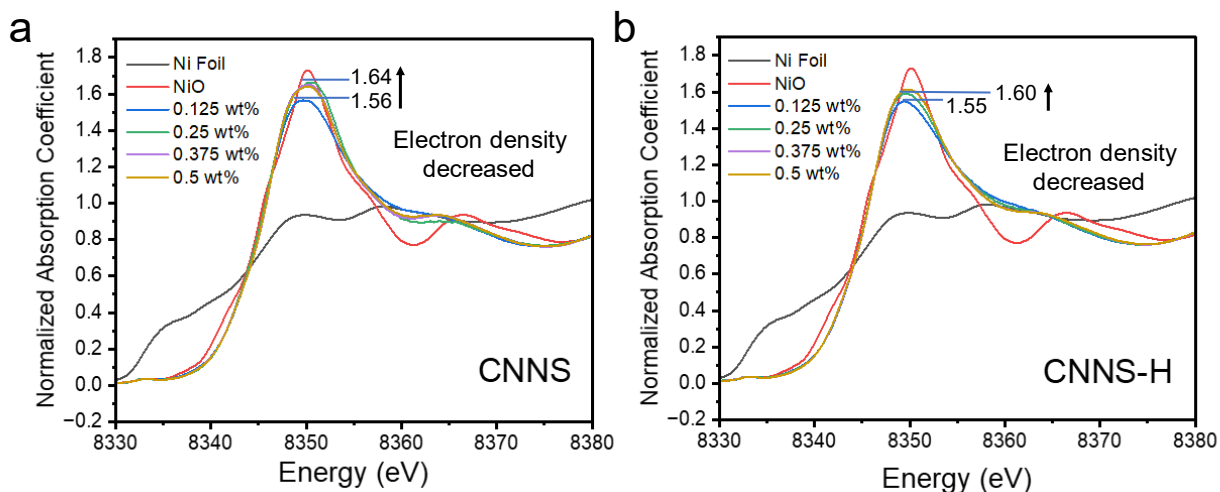 a
Normalized Absorption Coefficient
1.8
1.6
1.4
1.2
1.0
0.8
0.6
0.4
0.2
0.0
−0.2
Ni Foil
NiO
0.125 wt%
0.25 wt%
0.375 wt%
0.5 wt%
1.64
1.56
Electron density
decreased
CNNS
8330 8340 8350 8360 8370 8380
Energy (eV)
b
Normalized Absorption Coefficient
1.8
1.6
1.4
1.2
1.0
0.8
0.6
0.4
0.2
0.0
−0.2
Ni Foil
NiO
0.125 wt%
0.25 wt%
0.375 wt%
0.5 wt%
1.60
1.55
Electron density
decreased
CNNS-H
8330 8340 8350 8360 8370 8380
Energy (eV)